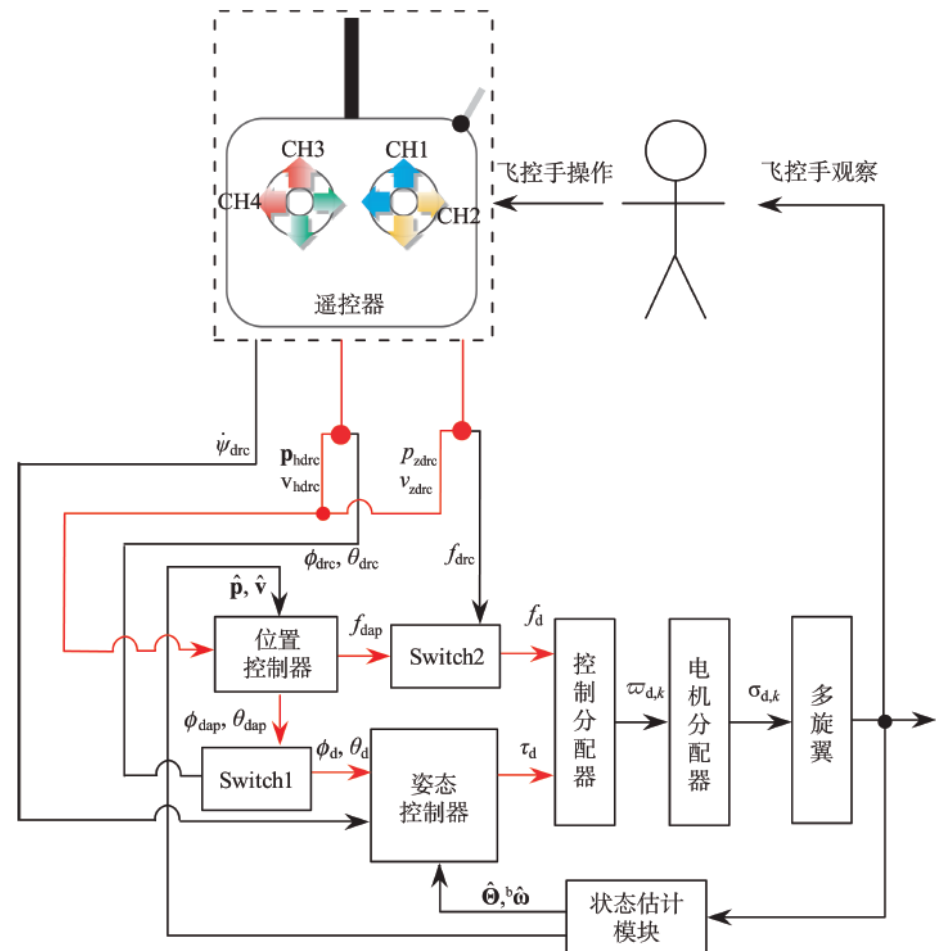 CH3
CH1
CH4
CH2
遥控器
飞控手操作
飞控手观察
ψ̇drc
phdrc
vhdrc
pzdrc
vzdrc
ϕdrc, θdrc
fdrc
p̂, v̂
位置
控制器
fdap
Switch2
fd
控制分配器
ϖd,k
电机分配器
σd,k
多旋翼
ϕdap, θdap
Switch1
ϕd, θd
姿态
控制器
τd
Θ̂,ᵇω̂
状态估计
模块